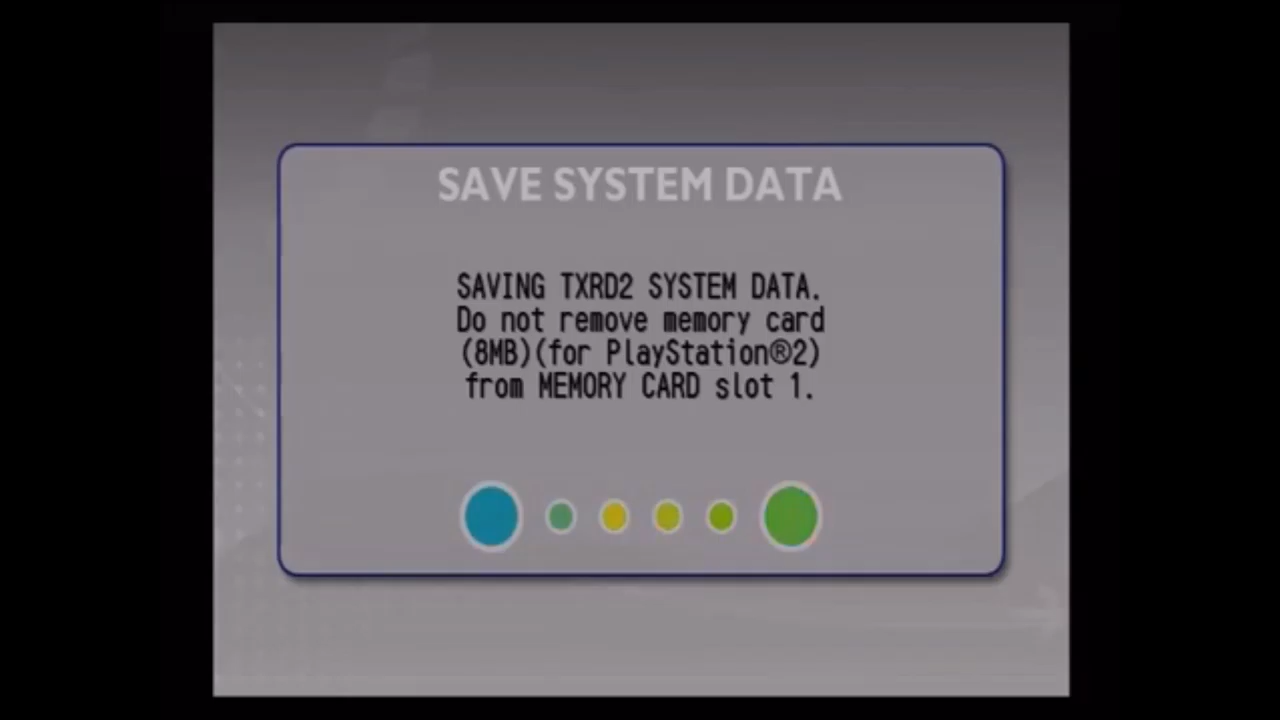 SAVE SYSTEM DATA
SAVING TXRD2 SYSTEM DATA.
Do not remove memory card
(8MB)(for PlayStation®2)
from MEMORY CARD slot 1.